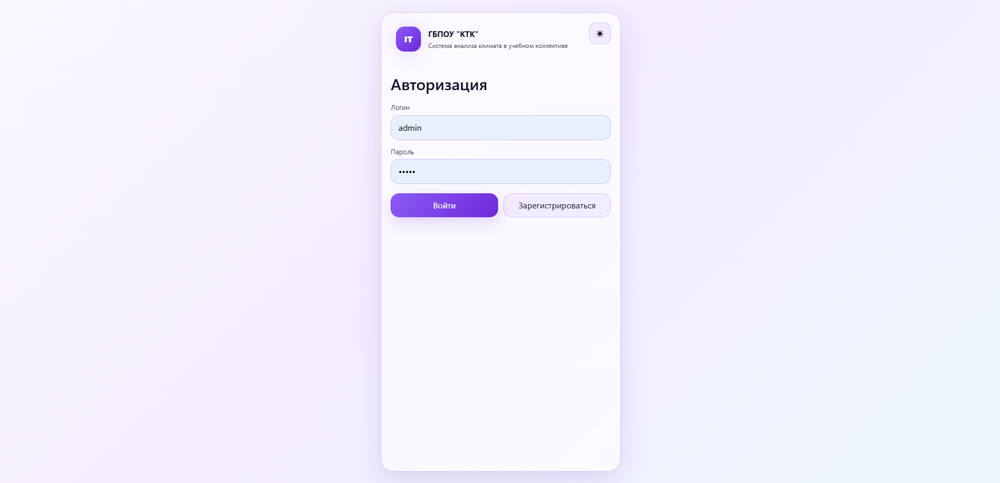 IT
ГБПОУ "КТК"
Система анализа климата в учебном коллективе
Авторизация
Логин
admin
Пароль
•••••
Войти
Зарегистрироваться